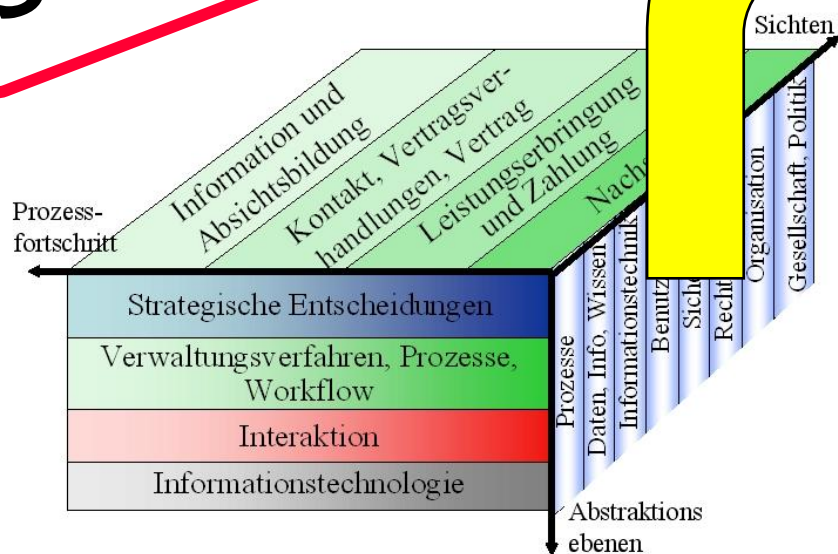 Sichten
Information und
Absichtsbildung
Kontakt, Vertragsver-
handlungen, Vertrag
Leistungserbringung
und Zahlung
Prozess-
fortschritt
Strategische Entscheidungen
Verwaltungsverfahren, Prozesse,
Workflow
Interaktion
Informationstechnologie
Prozesse
Daten, Info, Wissen
Informationstechnik
Organisation
Gesellschaft, Politik
Abstraktions
ebenen